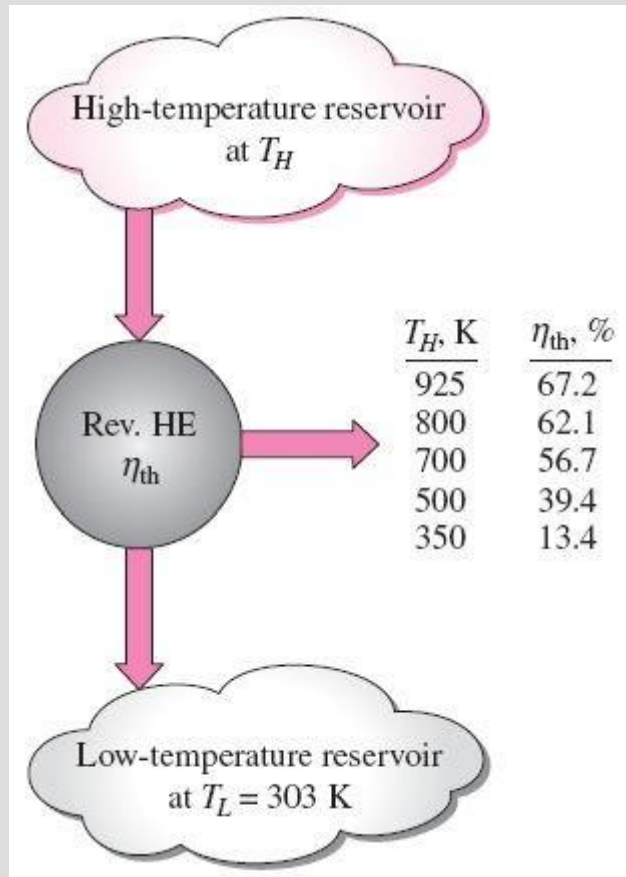 High-temperature reservoir
at T_H
T_H, K η_th, %
925 67.2
800 62.1
700 56.7
500 39.4
350 13.4
Rev. HE
η_th
Low-temperature reservoir
at T_L = 303 K